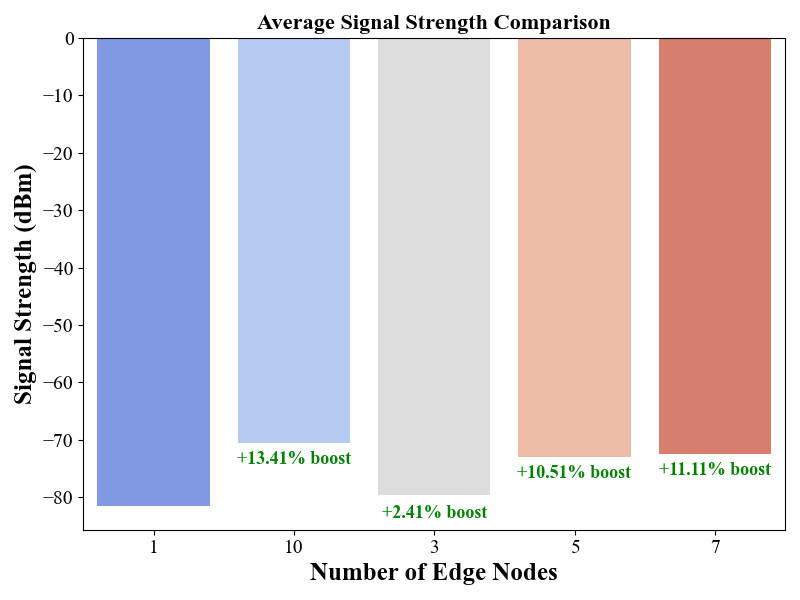 Average Signal Strength Comparison
Signal Strength (dBm)
0
−10
−20
−30
−40
−50
−60
−70
−80
+13.41% boost
+2.41% boost
+10.51% boost
+11.11% boost
1 10 3 5 7
Number of Edge Nodes